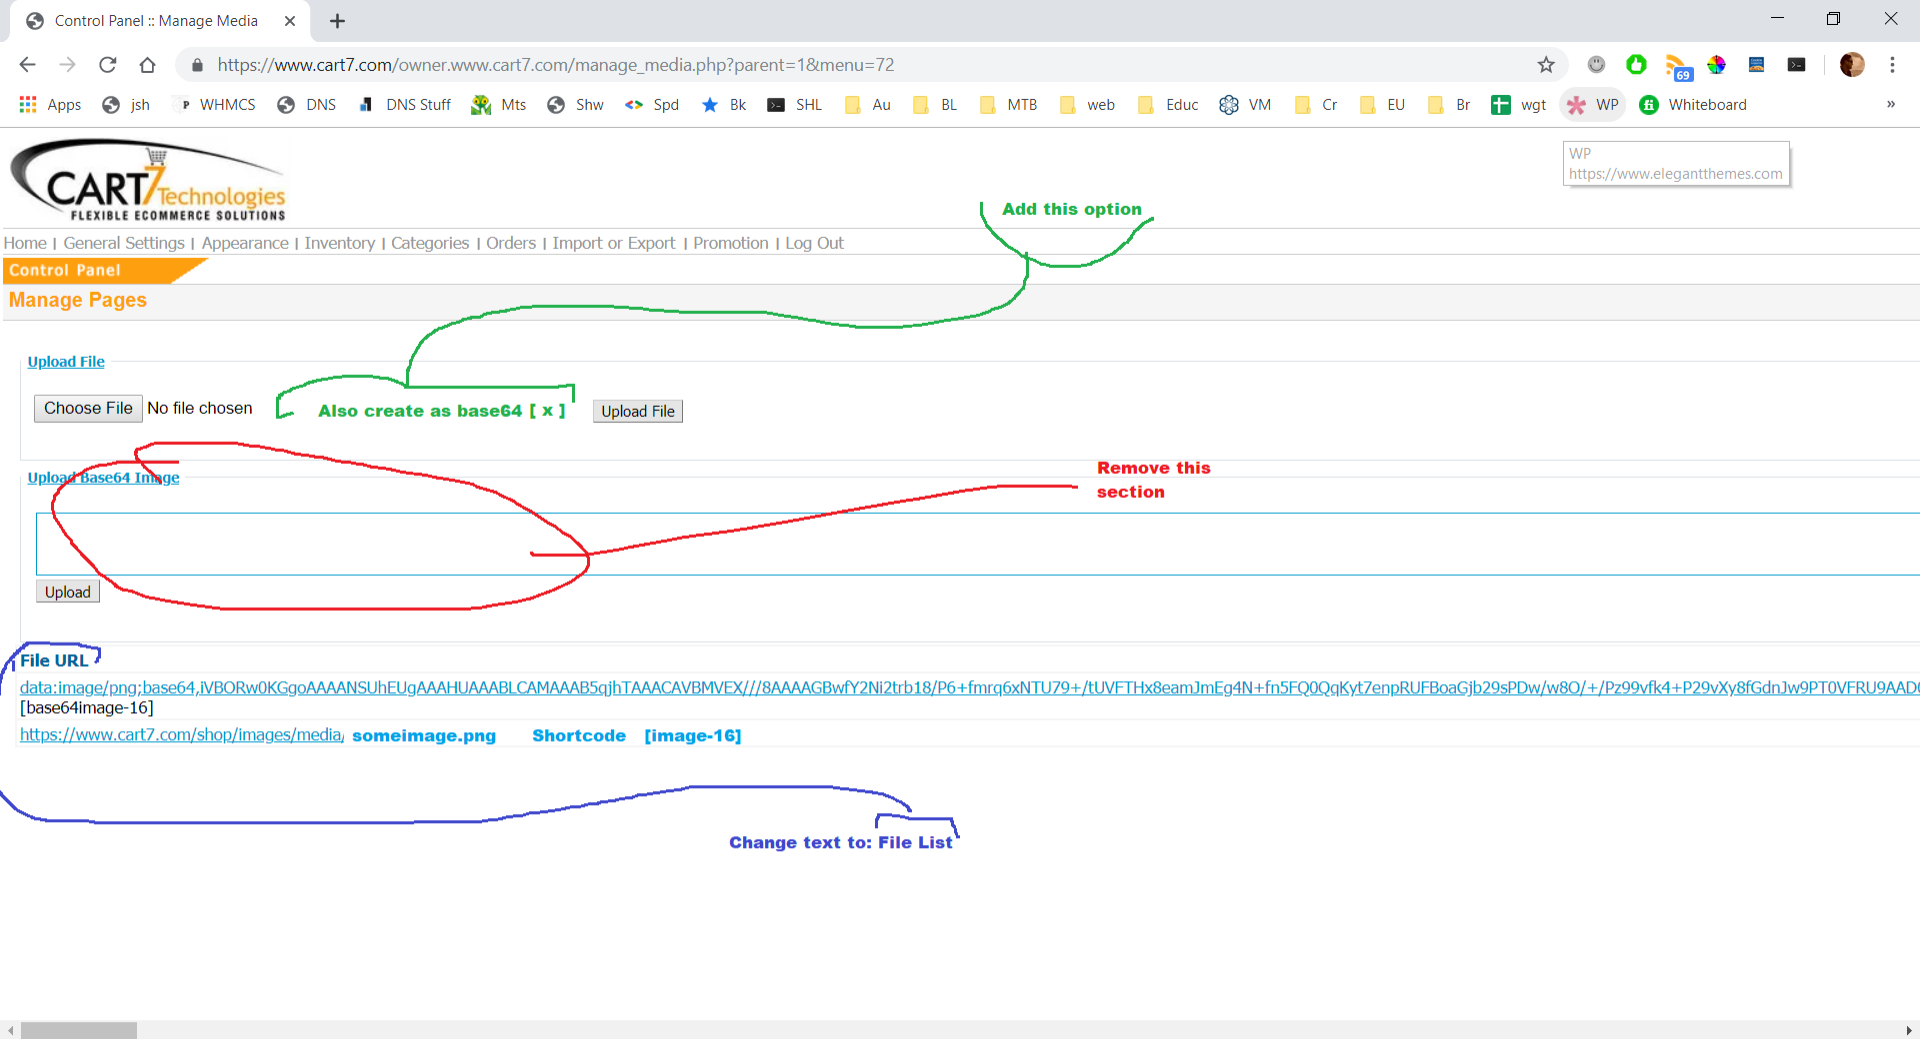 Control Panel :: Manage Media
https://www.cart7.com/owner.www.cart7.com/manage_media.php?parent=1&menu=72
69
Apps jsh WHMCS DNS DNS Stuff Mts Shw Spd Bk SHL Au BL MTB web Educ VM Cr EU Br wgt WP Whiteboard »
WP
https://www.elegantthemes.com
CART7 Technologies
FLEXIBLE ECOMMERCE SOLUTIONS
Add this option
Home | General Settings | Appearance | Inventory | Categories | Orders | Import or Export | Promotion | Log Out
Control Panel
Manage Pages
Upload File
Choose File No file chosen Also create as base64 [ x ] Upload File
Upload Base64 Image
Remove this
section
Upload
File URL
data:image/png;base64,iVBORw0KGgoAAAANSUhEUgAAAHUAAABLCAMAAAB5qjhTAAACAVBMVEX///8AAAAGBwfY2Ni2trb18/P6+fmrq6xNTU79+/tUVFTHx8eamJmEg4N+fn5FQ0QqKyt7enpRUFBoaGjb29sPDw/w8O/+/Pz99vfk4+P29vXy8fGdnJw9PT0VFRU9AAD
[base64image-16]
https://www.cart7.com/shop/images/media/ someimage.png Shortcode [image-16]
Change text to: File List